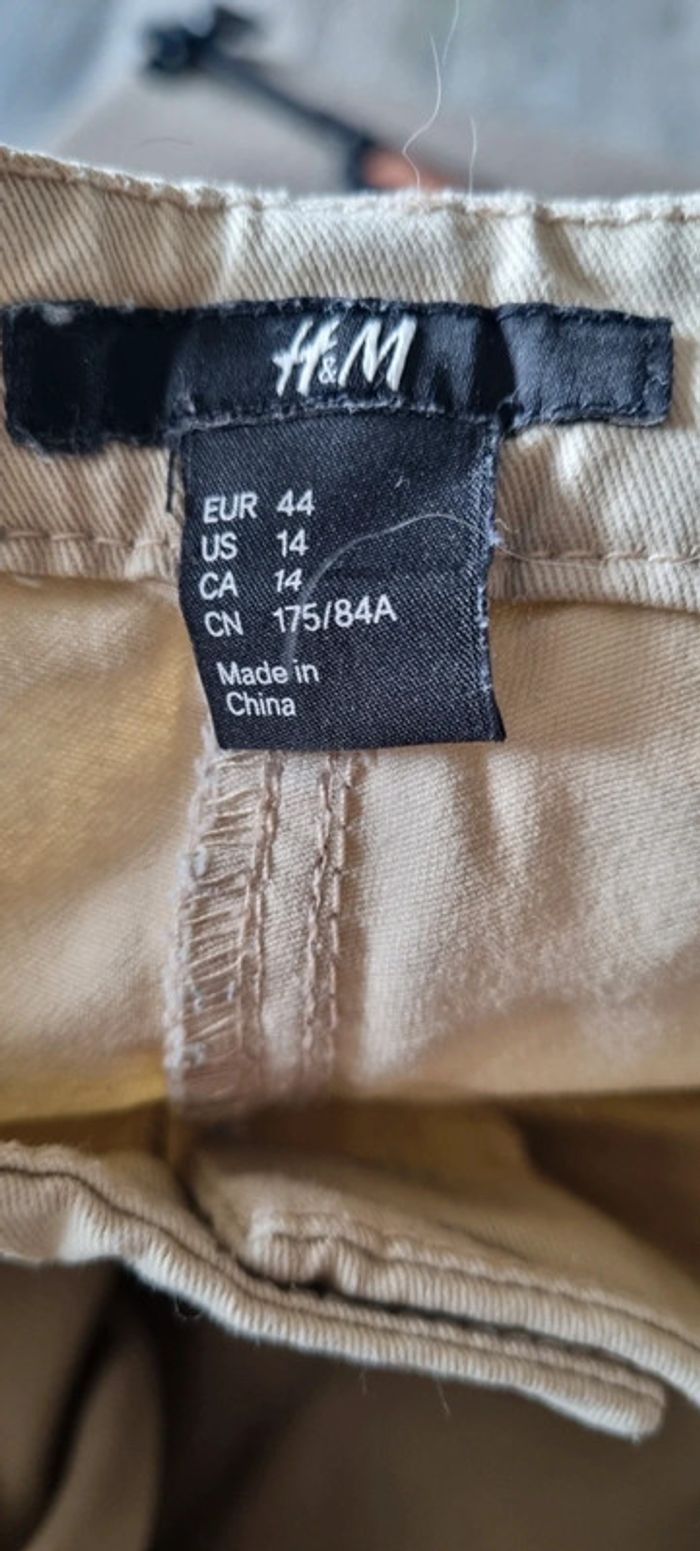 H&M
EUR 44
US 14
CA 14
CN 175/84A
Made in
China